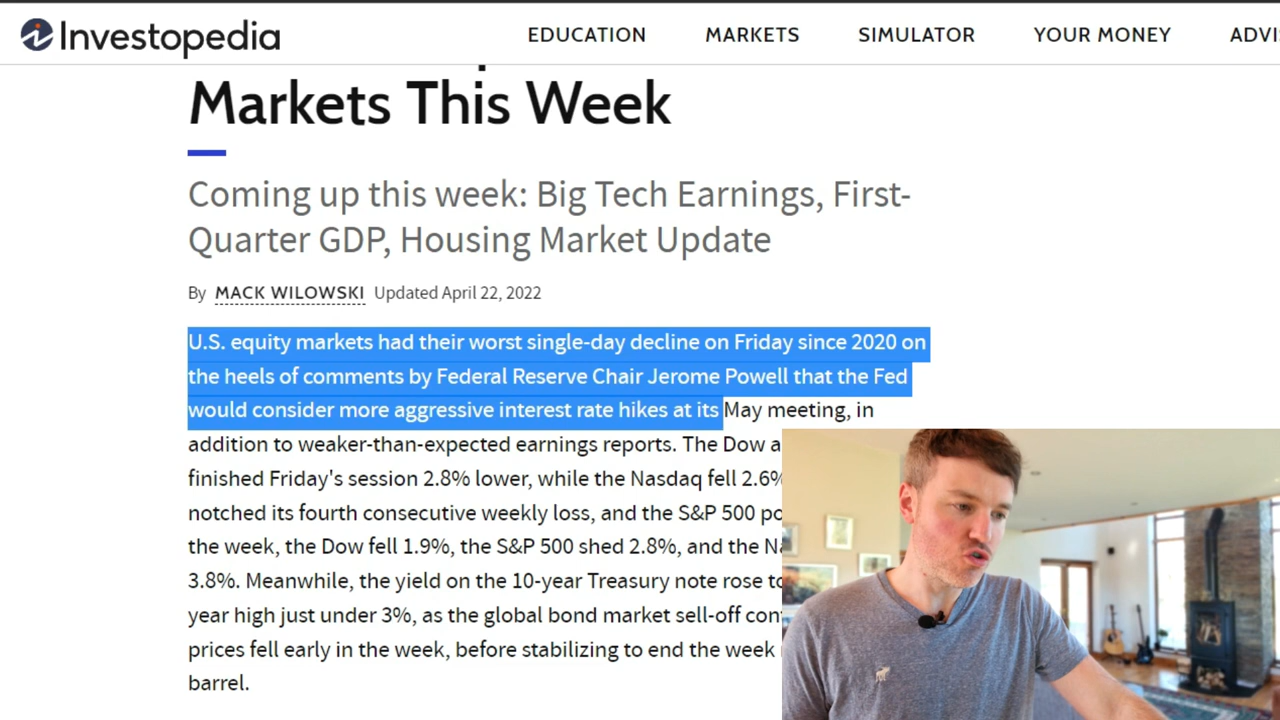 Investopedia
EDUCATION MARKETS SIMULATOR YOUR MONEY ADVI
Markets This Week
Coming up this week: Big Tech Earnings, First-
Quarter GDP, Housing Market Update
By MACK WILOWSKI Updated April 22, 2022
U.S. equity markets had their worst single-day decline on Friday since 2020 on
the heels of comments by Federal Reserve Chair Jerome Powell that the Fed
would consider more aggressive interest rate hikes at its May meeting, in
addition to weaker-than-expected earnings reports. The Dow a
finished Friday's session 2.8% lower, while the Nasdaq fell 2.6%
notched its fourth consecutive weekly loss, and the S&P 500 po
the week, the Dow fell 1.9%, the S&P 500 shed 2.8%, and the Na
3.8%. Meanwhile, the yield on the 10-year Treasury note rose to
year high just under 3%, as the global bond market sell-off con
prices fell early in the week, before stabilizing to end the week
barrel.